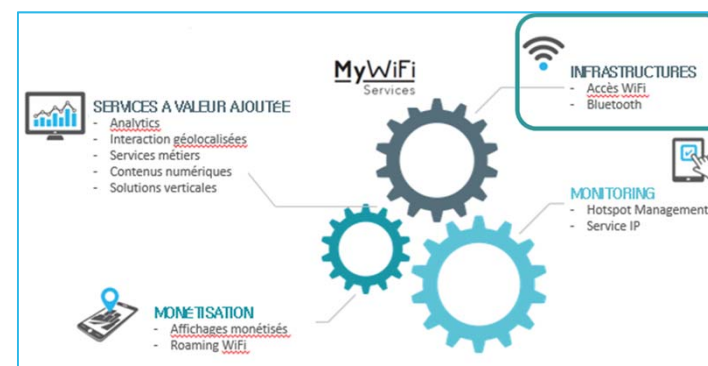 MyWiFi
Services
INFRASTRUCTURES
- Accès WiFi
- Bluetooth
SERVICES A VALEUR AJOUTÉE
- Analytics
- Interaction géolocalisées
- Services métiers
- Contenus numériques
- Solutions verticales
MONITORING
- Hotspot Management
- Service IP
MONÉTISATION
- Affichages monétisés
- Roaming WiFi